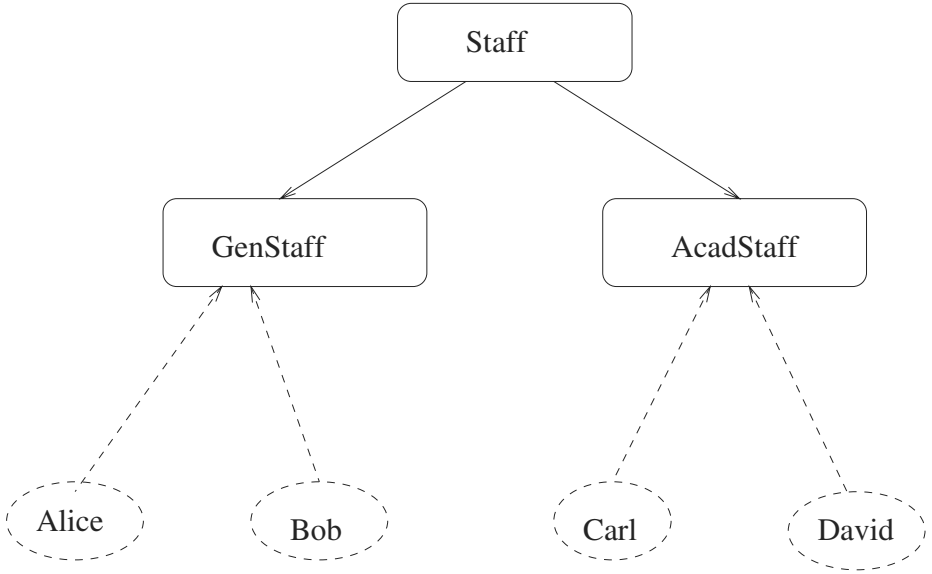 Staff
GenStaff
AcadStaff
Alice
Bob
Carl
David